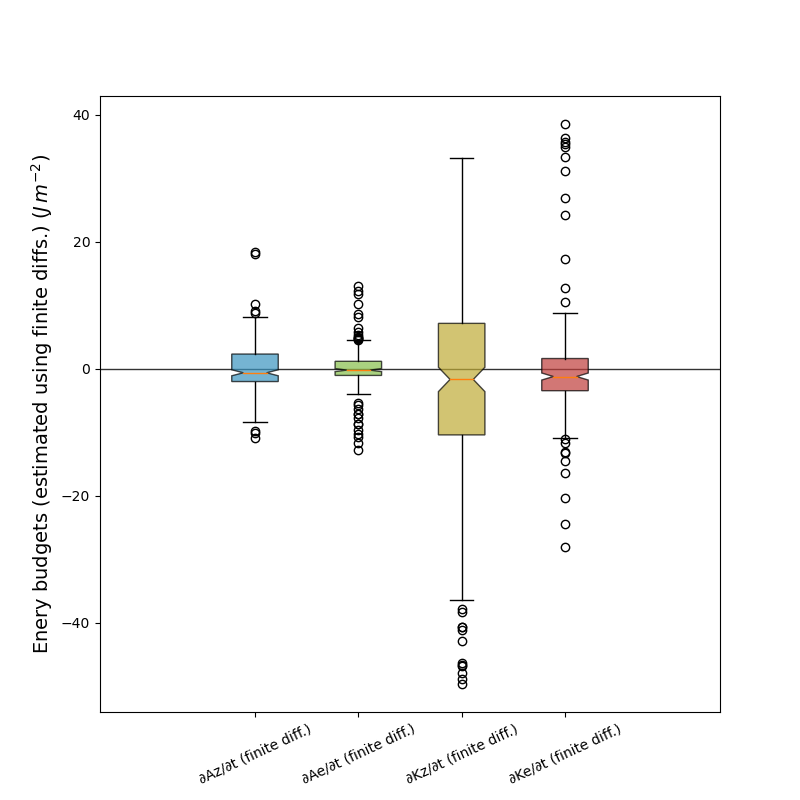 Enery budgets (estimated using finite diffs.) (J m⁻²)
40
20
0
−20
−40
∂Az/∂t (finite diff.)
∂Ae/∂t (finite diff.)
∂Kz/∂t (finite diff.)
∂Ke/∂t (finite diff.)